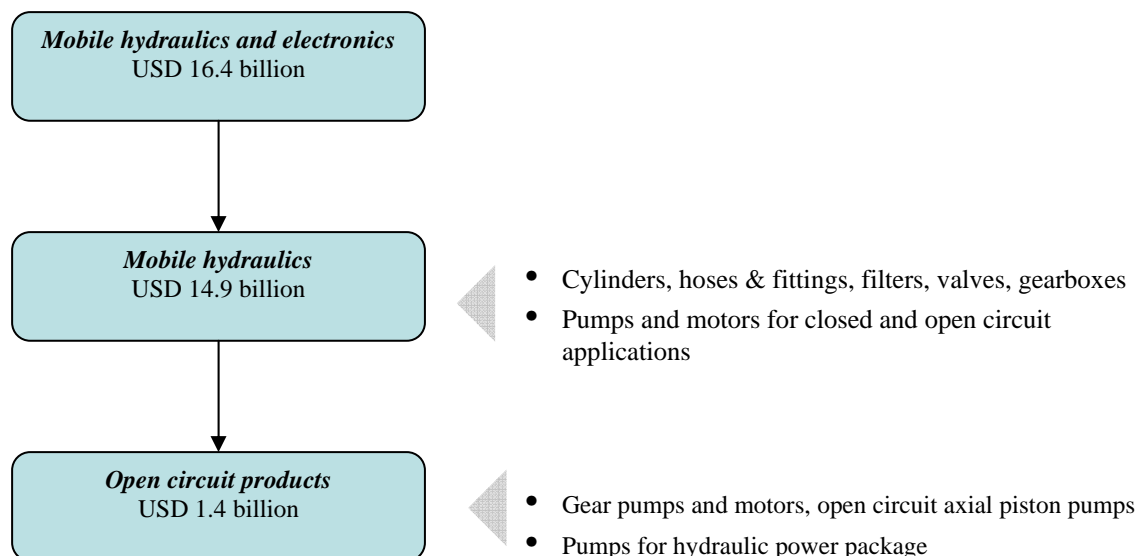 Mobile hydraulics and electronics
USD 16.4 billion
Mobile hydraulics
USD 14.9 billion
• Cylinders, hoses & fittings, filters, valves, gearboxes
• Pumps and motors for closed and open circuit
applications
Open circuit products
USD 1.4 billion
• Gear pumps and motors, open circuit axial piston pumps
• Pumps for hydraulic power package